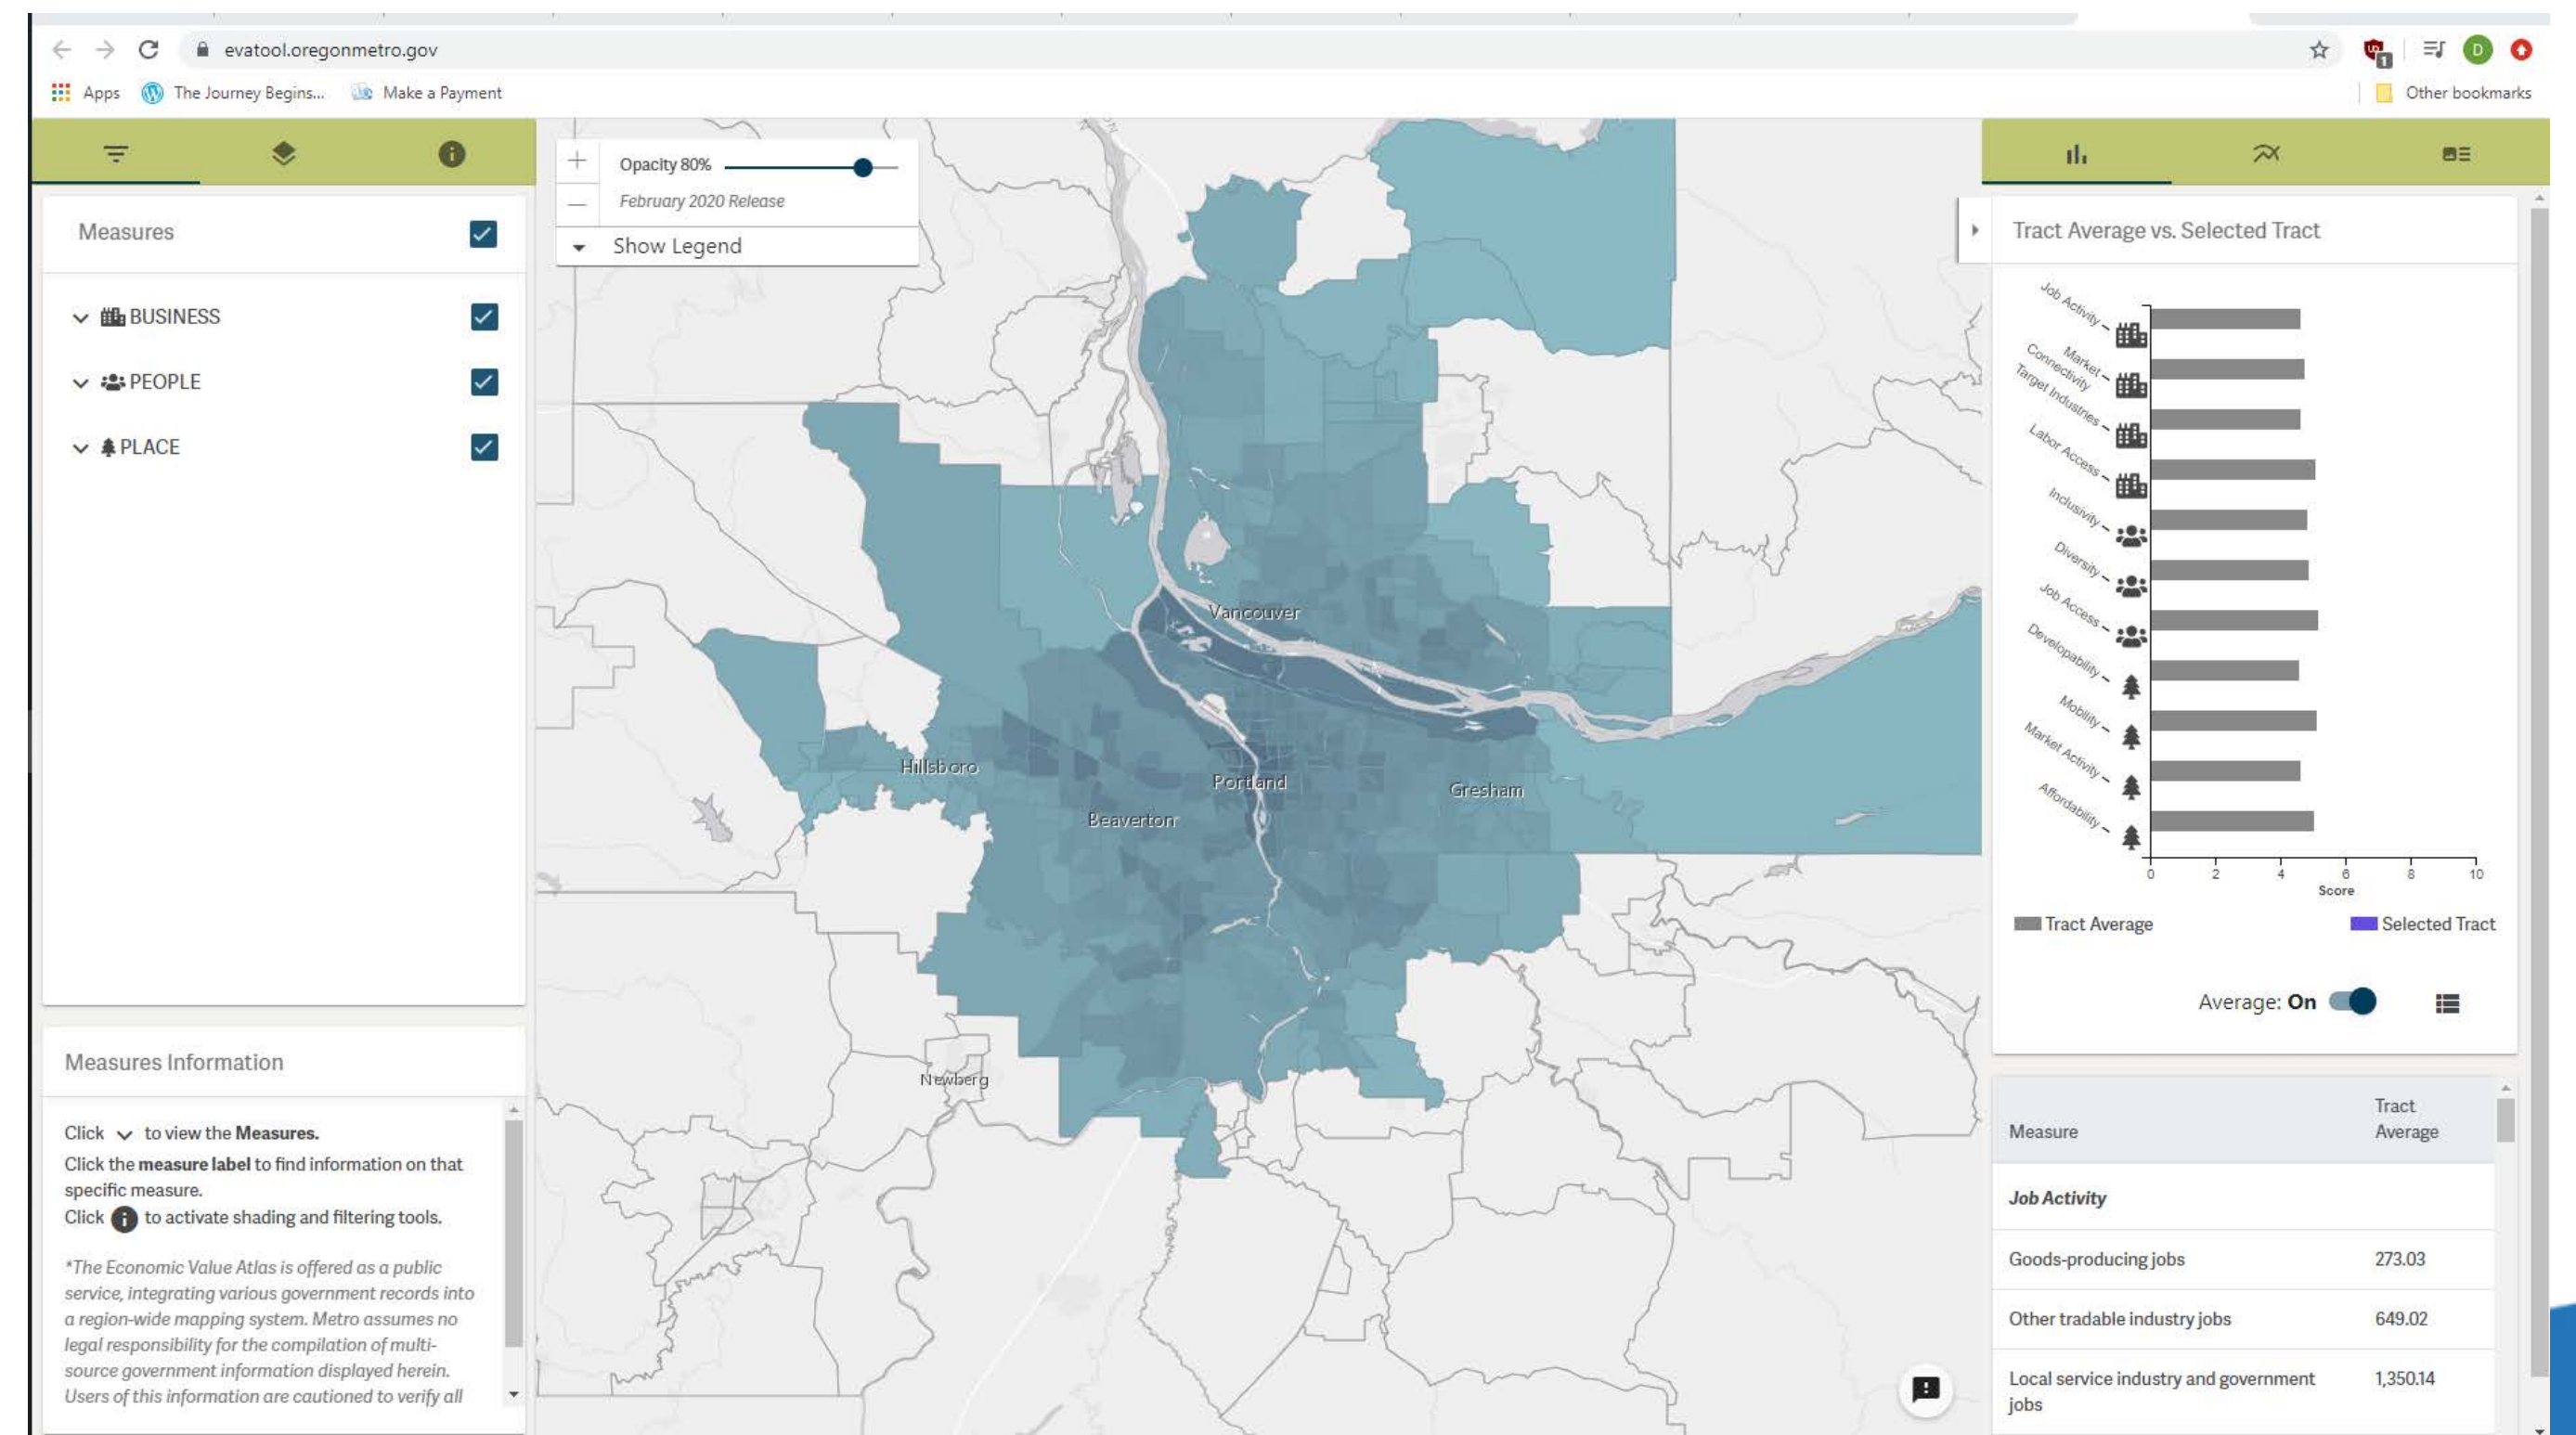 evatool.oregonmetro.gov
1
D
Apps
The Journey Begins...
Make a Payment
Other bookmarks
Measures
BUSINESS
PEOPLE
PLACE
Measures Information
Click to view the Measures.
Click the measure label to find information on that
specific measure.
Click to activate shading and filtering tools.
*The Economic Value Atlas is offered as a public
service, integrating various government records into
a region-wide mapping system. Metro assumes no
legal responsibility for the compilation of multi-
source government information displayed herein.
Users of this information are cautioned to verify all
Opacity 80%
February 2020 Release
Show Legend
Vancouver
Hillsboro
Portland
Gresham
Beaverton
Newberg
Tract Average vs. Selected Tract
Job Activity
Market
Connectivity
Target Industries
Labor Access
Inclusivity
Diversity
Job Access
Developability
Mobility
Market Activity
Affordability
0 2 4 6 8 10
Score
Tract Average
Selected Tract
Average: On
Measure
Tract
Average
Job Activity
Goods-producing jobs 273.03
Other tradable industry jobs 649.02
Local service industry and government
jobs
1,350.14